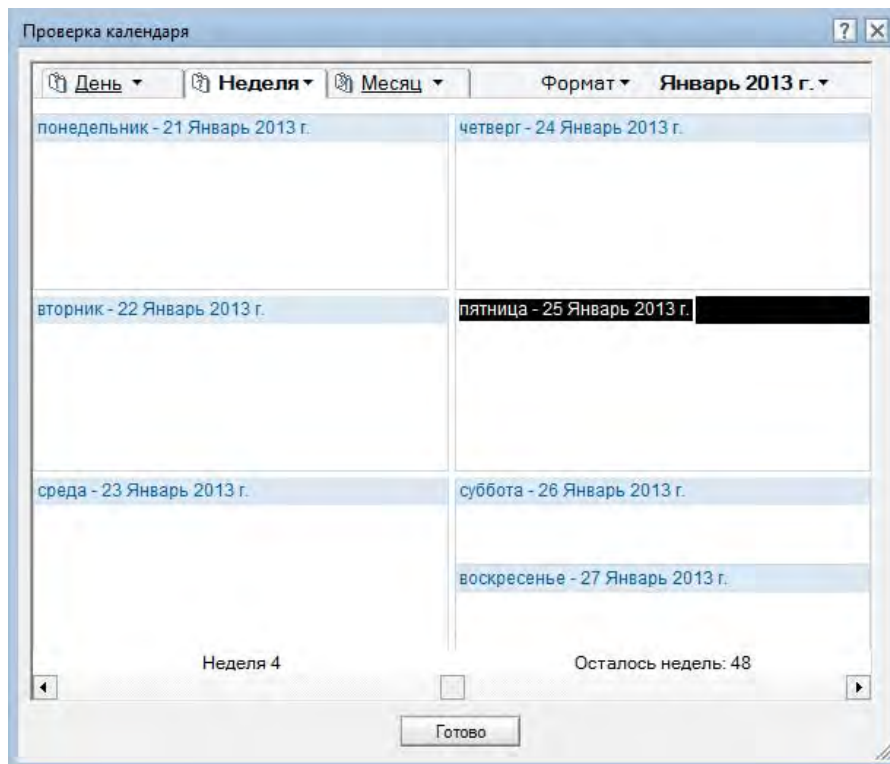 Проверка календаря
День Неделя Месяц Формат Январь 2013 г.
понедельник - 21 Январь 2013 г.
четверг - 24 Январь 2013 г.
вторник - 22 Январь 2013 г.
пятница - 25 Январь 2013 г.
среда - 23 Январь 2013 г.
суббота - 26 Январь 2013 г.
воскресенье - 27 Январь 2013 г.
Неделя 4
Осталось недель: 48
Готово